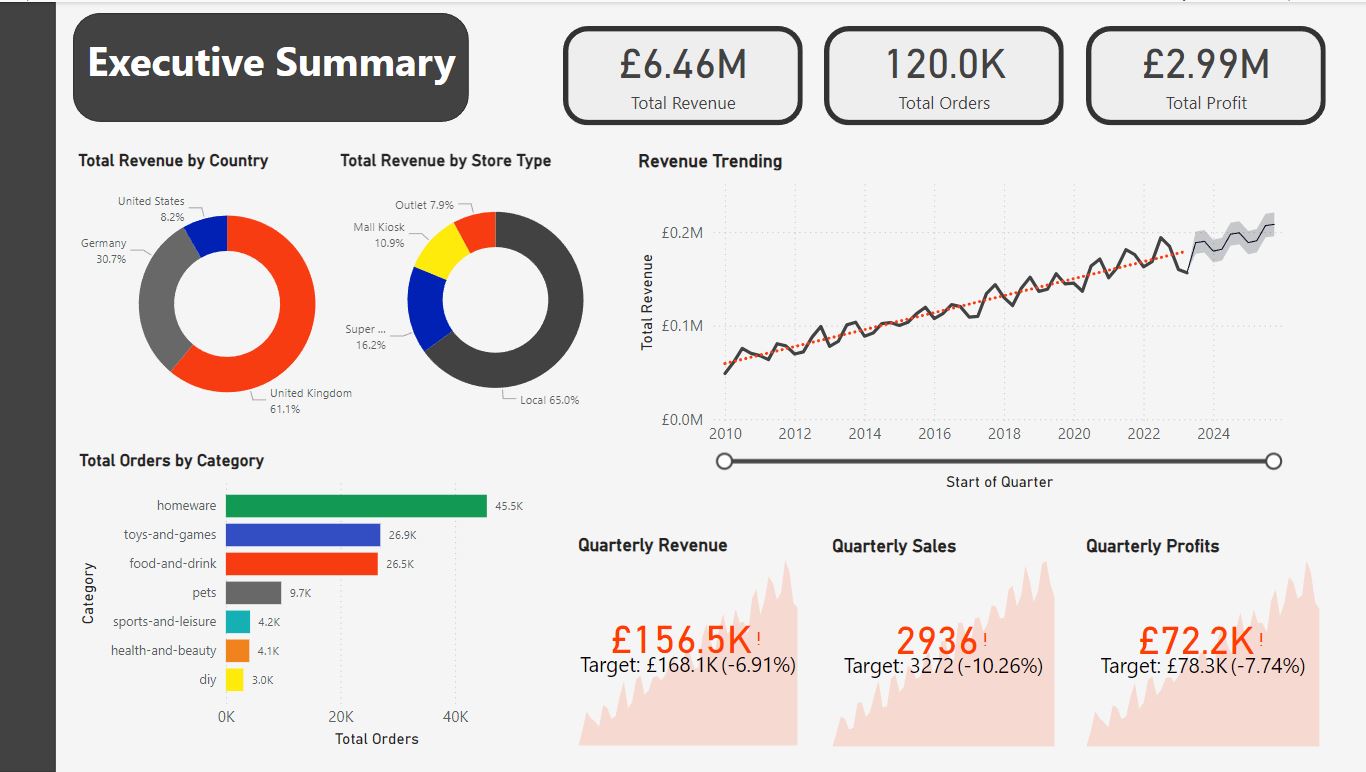 Executive Summary
£6.46M
Total Revenue
120.0K
Total Orders
£2.99M
Total Profit
Total Revenue by Country
United States
8.2%
Germany
30.7%
United Kingdom
61.1%
Total Revenue by Store Type
Outlet 7.9%
Mall Kiosk
10.9%
Super ...
16.2%
Local 65.0%
Revenue Trending
Total Revenue
£0.2M
£0.1M
£0.0M
2010 2012 2014 2016 2018 2020 2022 2024
Start of Quarter
Total Orders by Category
Category
homeware 45.5K
toys-and-games 26.9K
food-and-drink 26.5K
pets 9.7K
sports-and-leisure 4.2K
health-and-beauty 4.1K
diy 3.0K
0K 20K 40K
Total Orders
Quarterly Revenue
£156.5K!
Target: £168.1K (-6.91%)
Quarterly Sales
2936!
Target: 3272 (-10.26%)
Quarterly Profits
£72.2K!
Target: £78.3K (-7.74%)